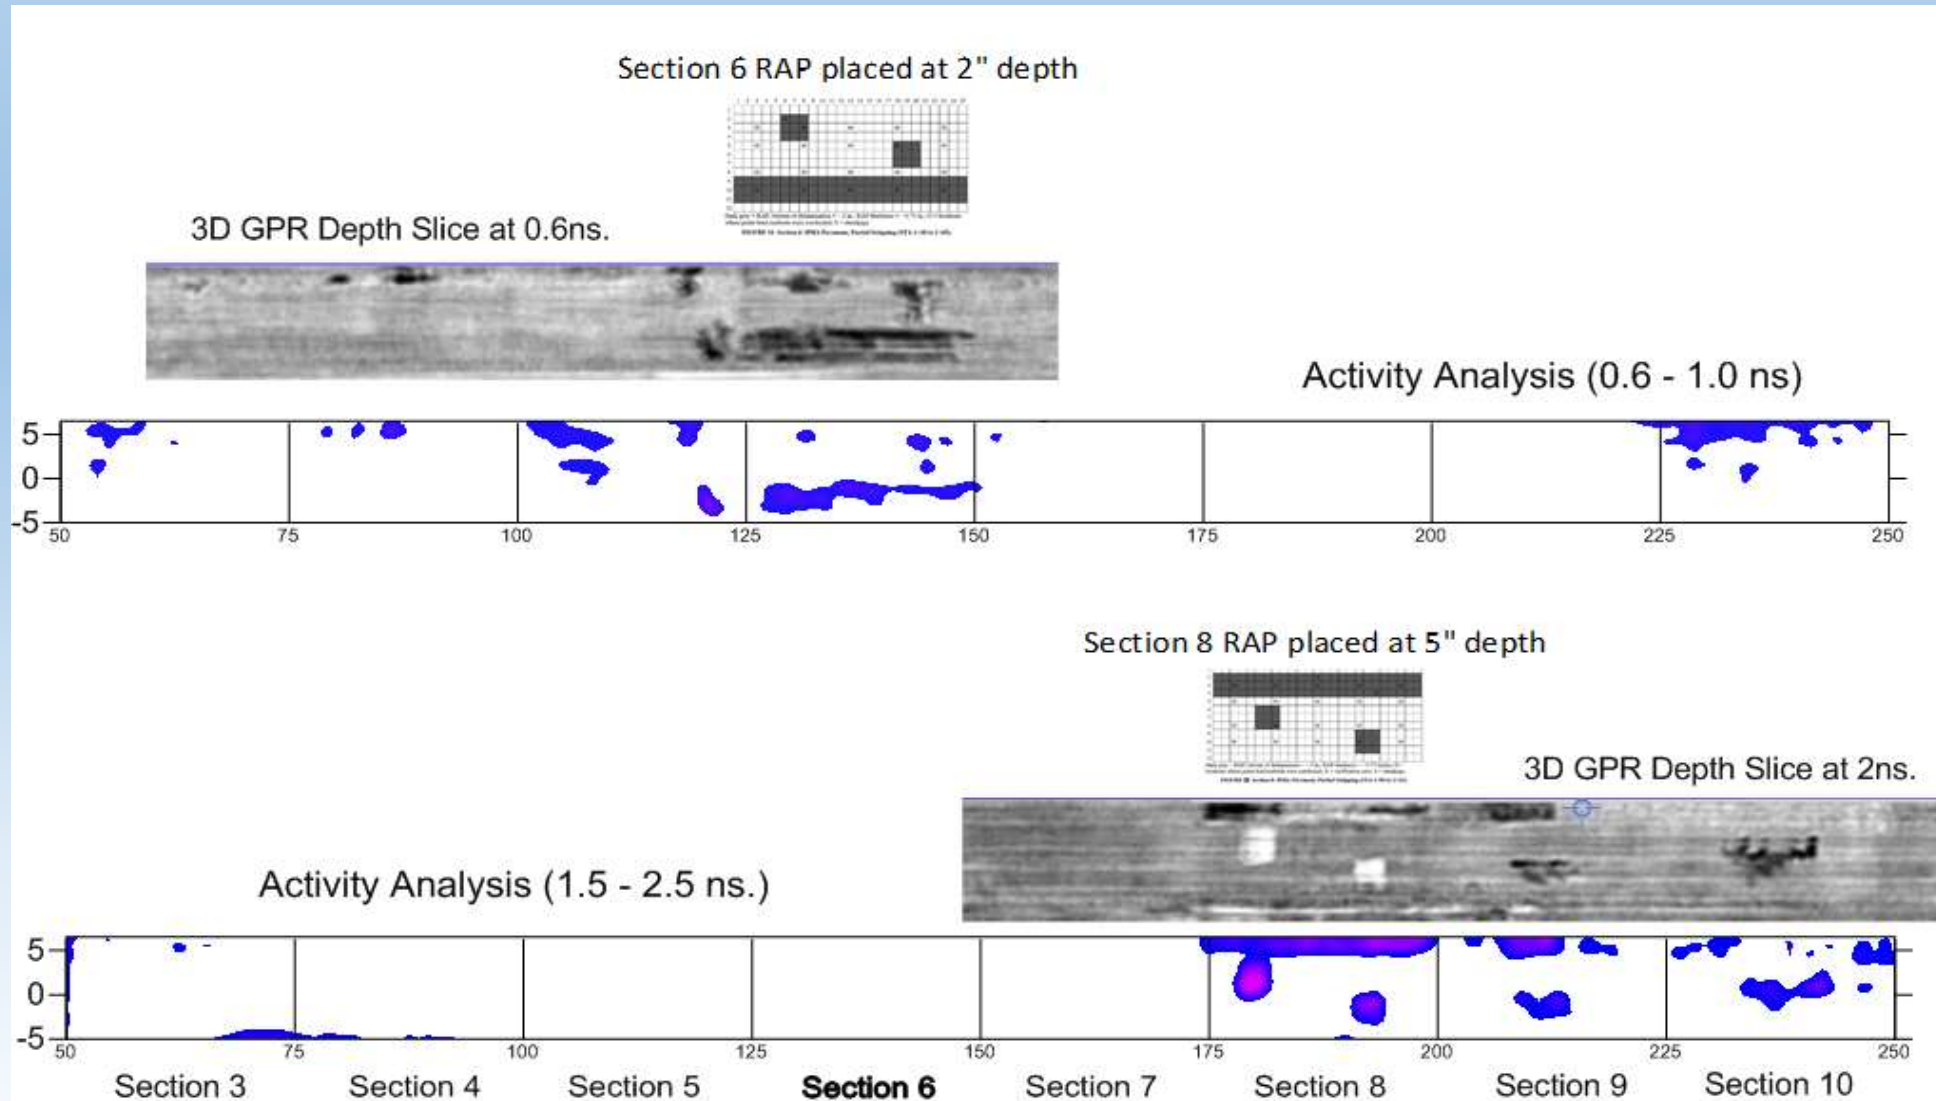 Section 6 RAP placed at 2" depth
3D GPR Depth Slice at 0.6ns.
Activity Analysis (0.6 - 1.0 ns)
5
0
-5
50 75 100 125 150 175 200 225 250
Section 8 RAP placed at 5" depth
3D GPR Depth Slice at 2ns.
Activity Analysis (1.5 - 2.5 ns.)
5
0
-5
50 75 100 125 150 175 200 225 250
Section 3 Section 4 Section 5 Section 6 Section 7 Section 8 Section 9 Section 10